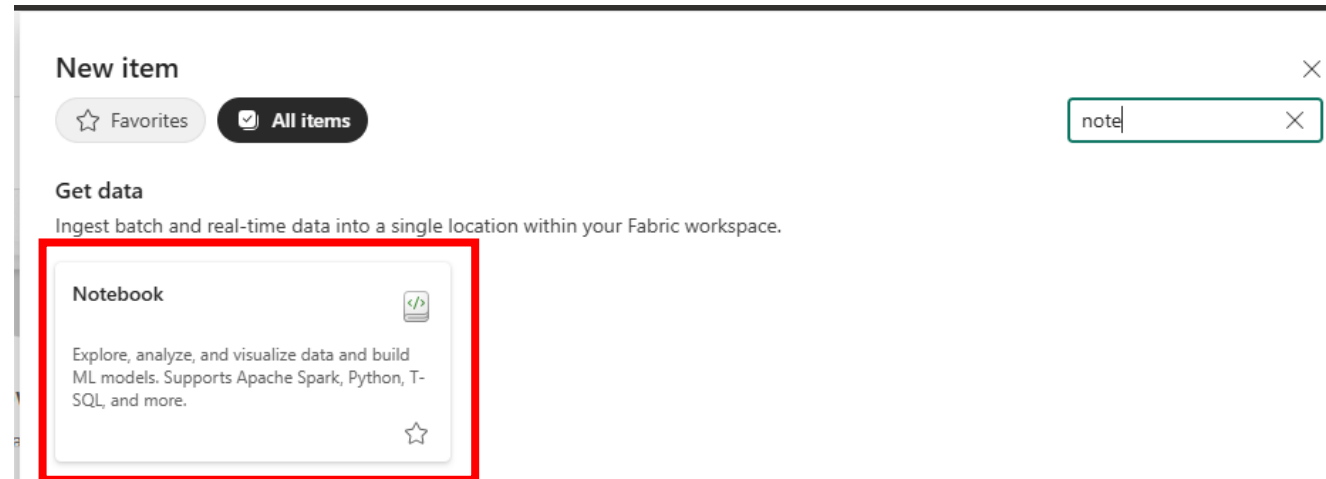 New item
Favorites
All items
note
Get data
Ingest batch and real-time data into a single location within your Fabric workspace.
Notebook
</>
Explore, analyze, and visualize data and build
ML models. Supports Apache Spark, Python, T-
SQL, and more.